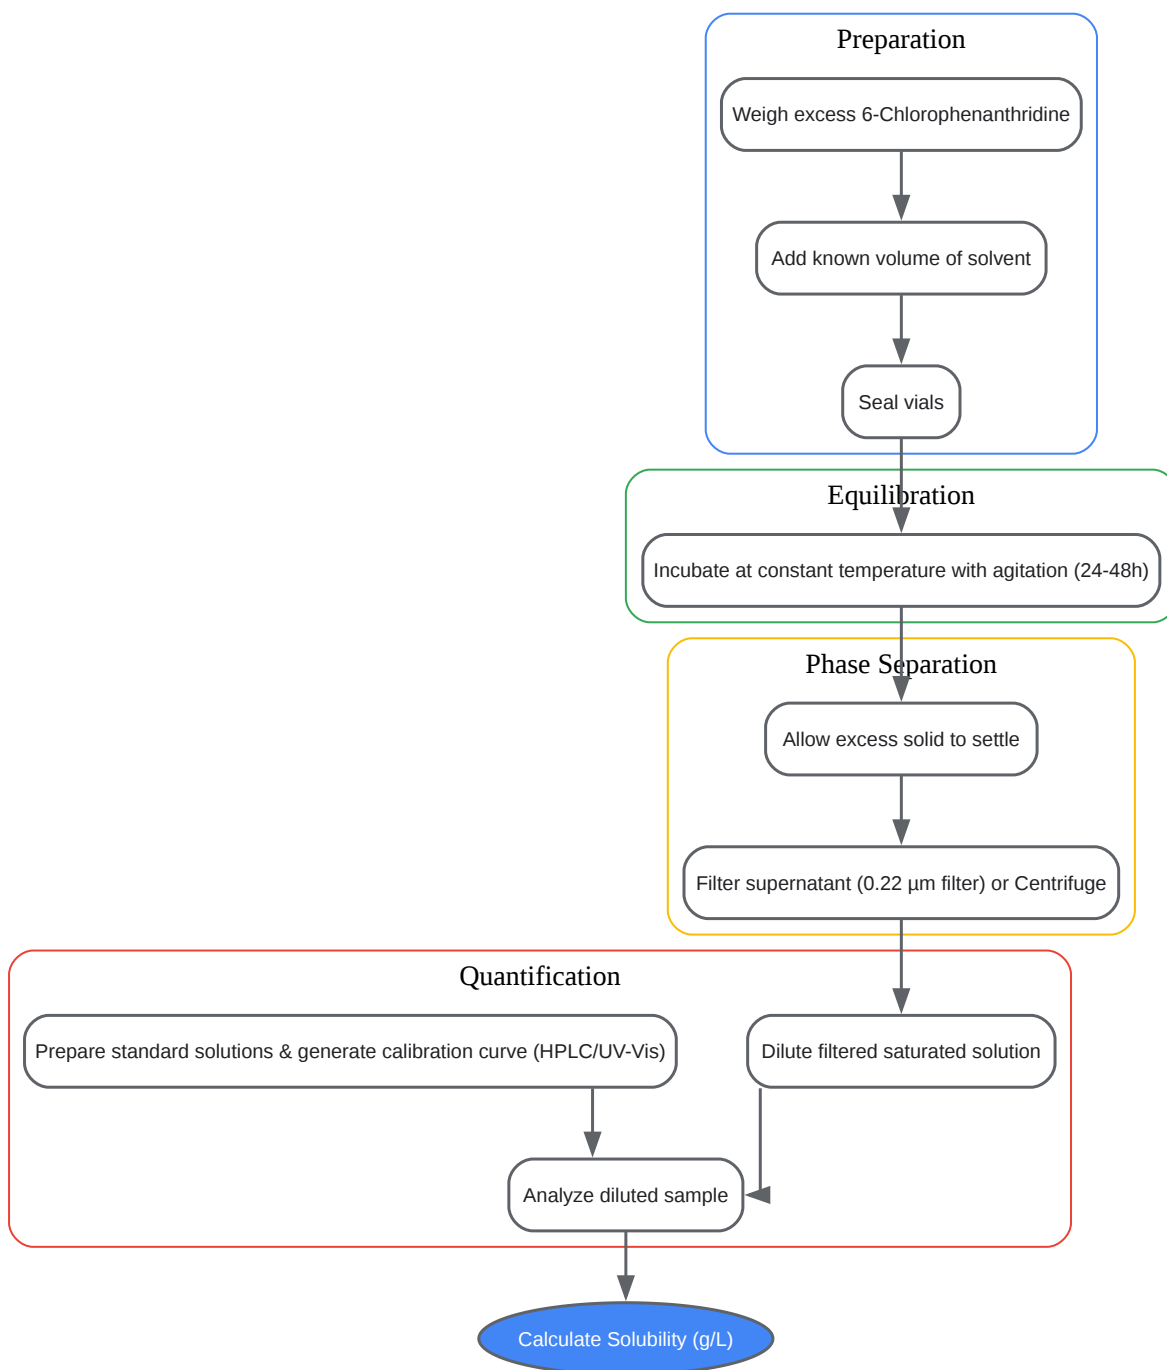 Preparation
Weigh excess 6-Chlorophenanthridine
Add known volume of solvent
Seal vials
Equilibration
Incubate at constant temperature with agitation (24-48h)
Phase Separation
Allow excess solid to settle
Filter supernatant (0.22 µm filter) or Centrifuge
Quantification
Prepare standard solutions & generate calibration curve (HPLC/UV-Vis)
Dilute filtered saturated solution
Analyze diluted sample
Calculate Solubility (g/L)